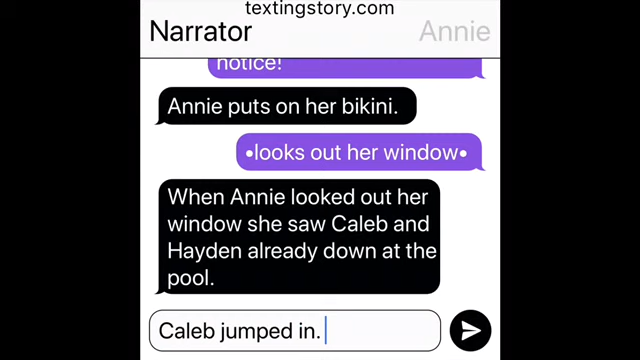 textingstory.com
Narrator
Annie
notice!
Annie puts on her bikini.
•looks out her window•
When Annie looked out her
window she saw Caleb and
Hayden already down at the
pool.
Caleb jumped in.